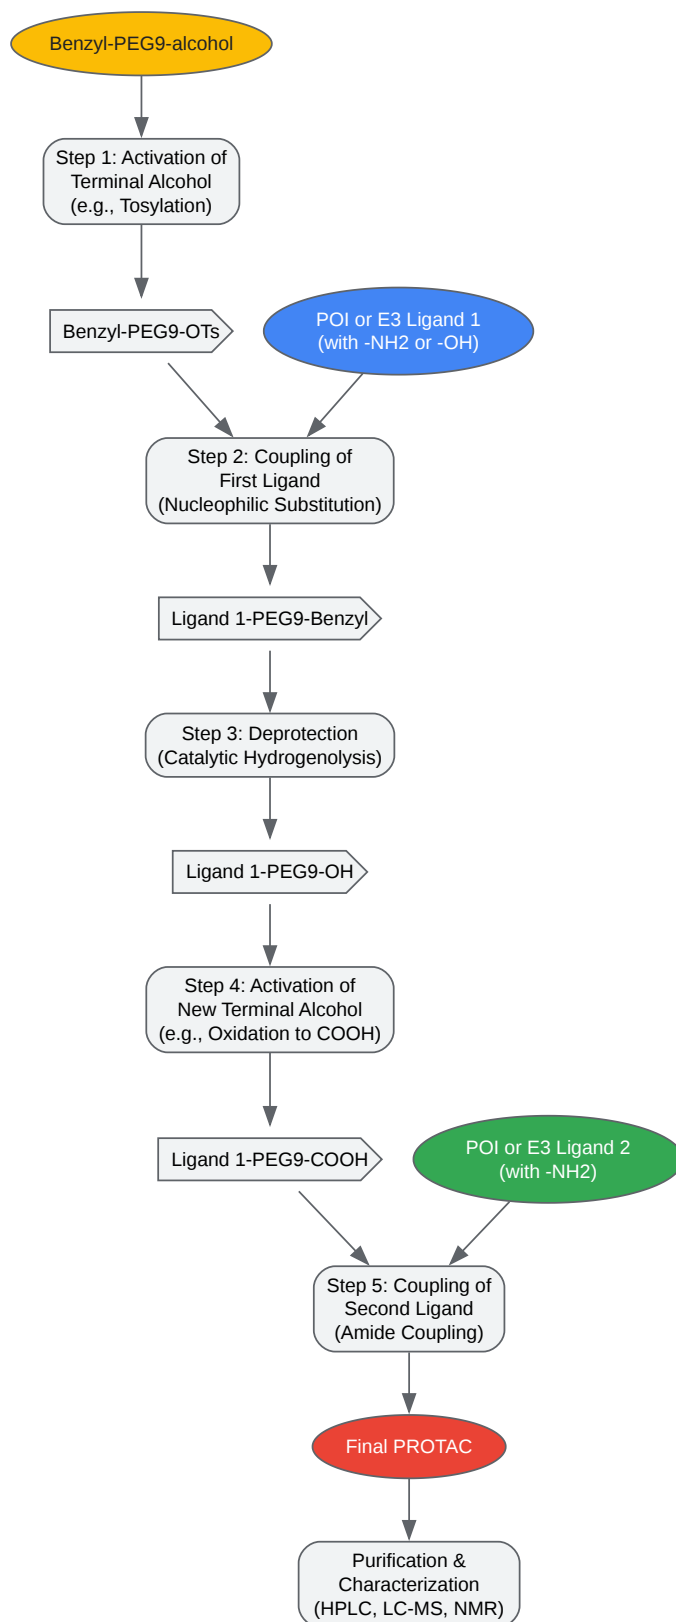 Benzyl-PEG9-alcohol
Step 1: Activation of
Terminal Alcohol
(e.g., Tosylation)
Benzyl-PEG9-OTs
POI or E3 Ligand 1
(with -NH2 or -OH)
Step 2: Coupling of
First Ligand
(Nucleophilic Substitution)
Ligand 1-PEG9-Benzyl
Step 3: Deprotection
(Catalytic Hydrogenolysis)
Ligand 1-PEG9-OH
Step 4: Activation of
New Terminal Alcohol
(e.g., Oxidation to COOH)
Ligand 1-PEG9-COOH
POI or E3 Ligand 2
(with -NH2)
Step 5: Coupling of
Second Ligand
(Amide Coupling)
Final PROTAC
Purification &
Characterization
(HPLC, LC-MS, NMR)